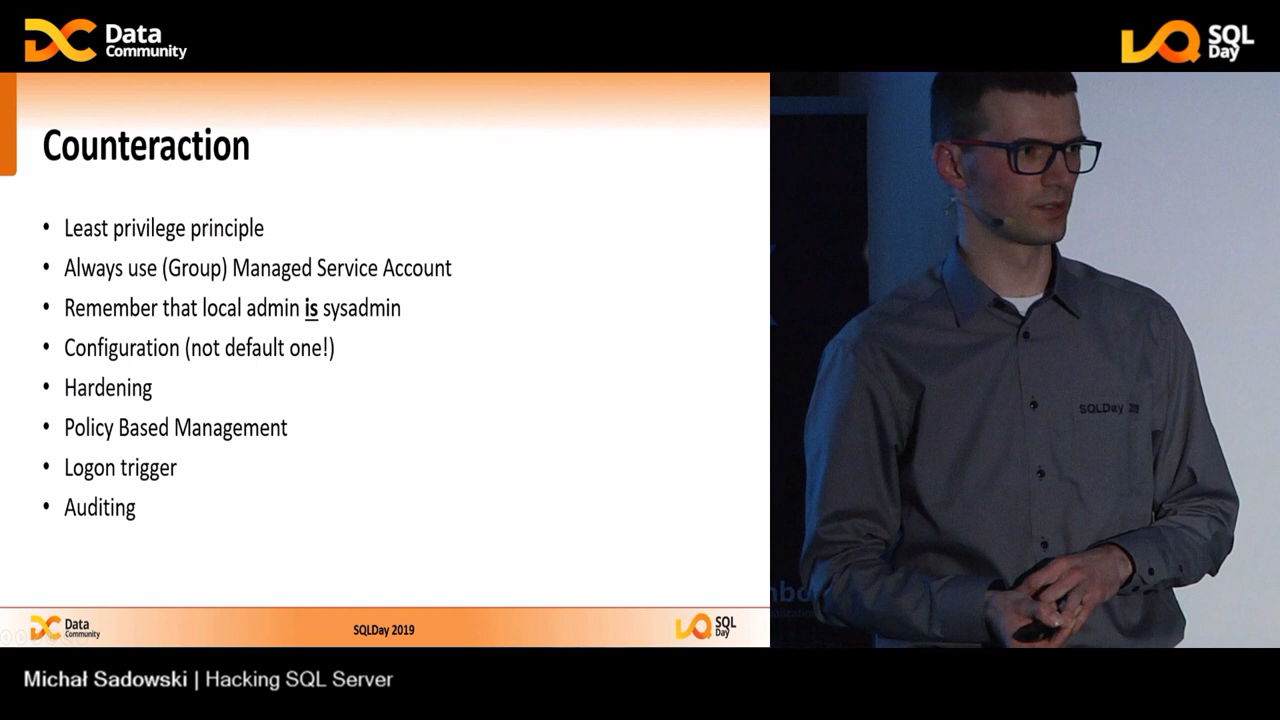 Data
Community
SQL
Day
Counteraction
• Least privilege principle
• Always use (Group) Managed Service Account
• Remember that local admin is sysadmin
• Configuration (not default one!)
• Hardening
• Policy Based Management
• Logon trigger
• Auditing
SQLDay 2019
Data
Community
SQLDay 2019
SQL
Day
Michał Sadowski | Hacking SQL Server